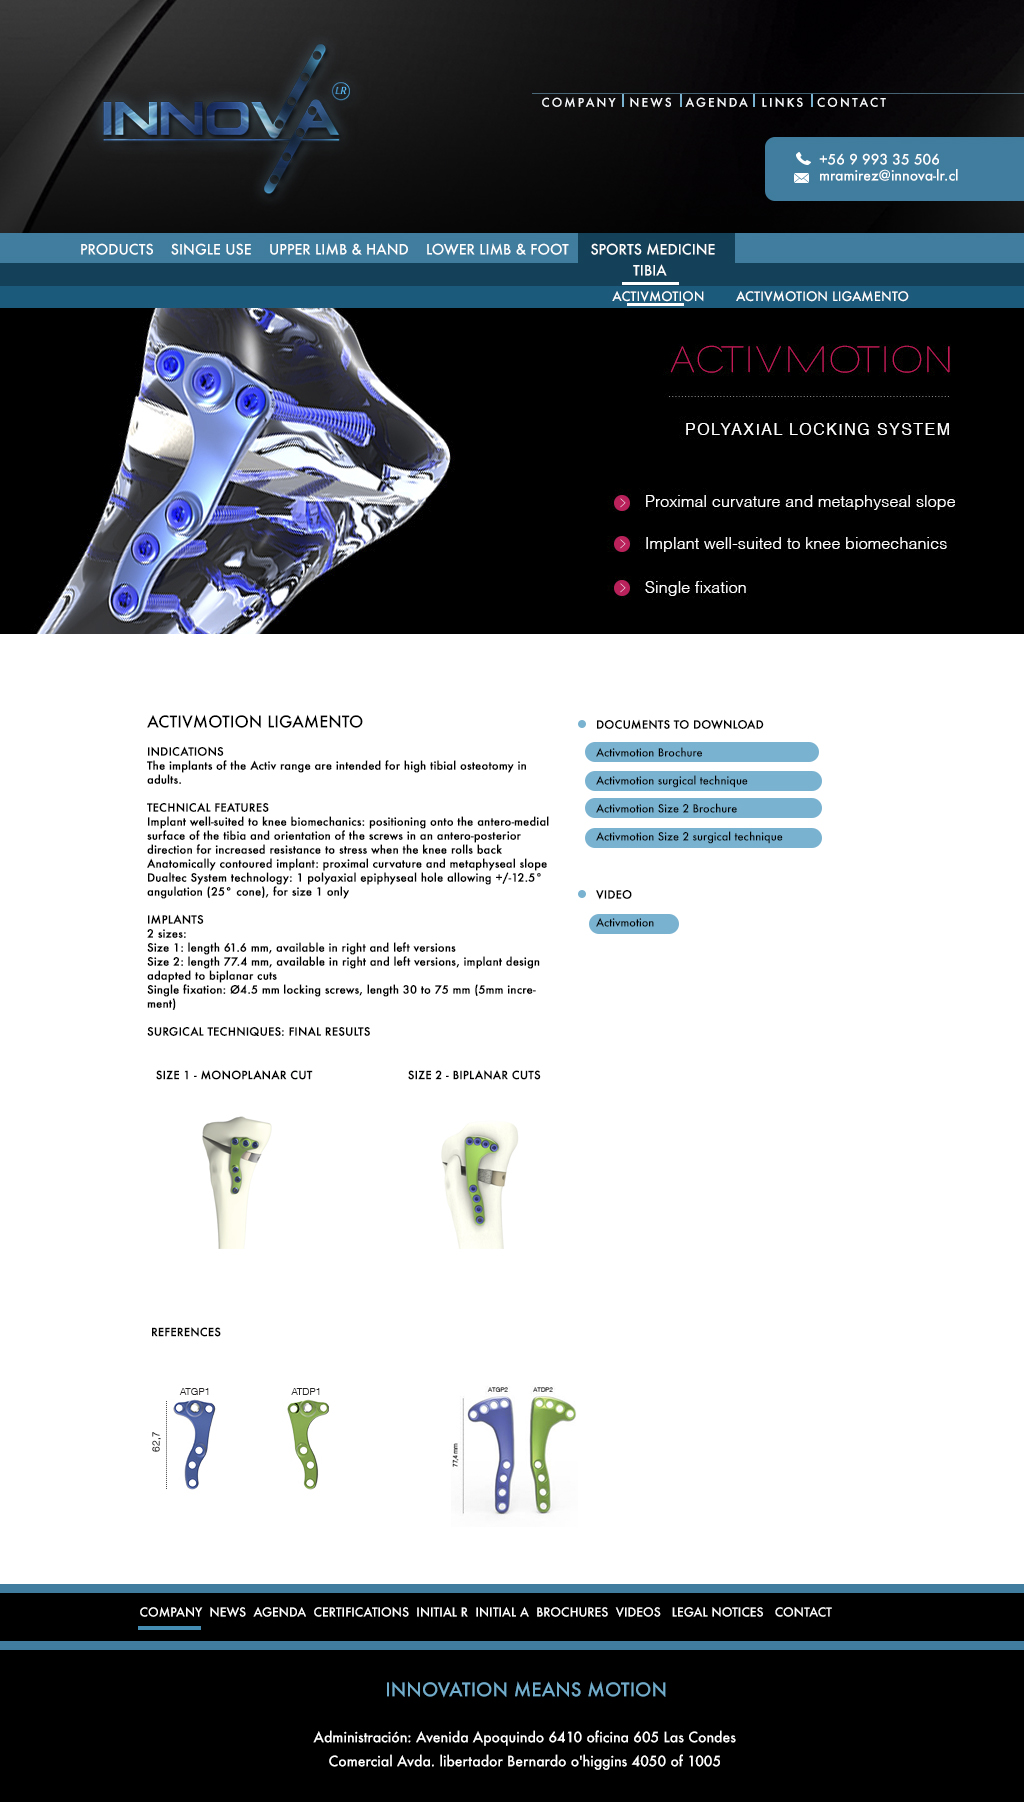 INNOVA LR
COMPANY NEWS AGENDA LINKS CONTACT
+56 9 993 35 506
mramirez@innova-lr.cl
PRODUCTS SINGLE USE UPPER LIMB & HAND LOWER LIMB & FOOT SPORTS MEDICINE
TIBIA
ACTIVMOTION ACTIVMOTION LIGAMENTO
ACTIVMOTION
POLYAXIAL LOCKING SYSTEM
Proximal curvature and metaphyseal slope
Implant well-suited to knee biomechanics
Single fixation
ACTIVMOTION LIGAMENTO
INDICATIONS
The implants of the Activ range are intended for high tibial osteotomy in
adults.
TECHNICAL FEATURES
Implant well-suited to knee biomechanics: positioning onto the antero-medial
surface of the tibia and orientation of the screws in an antero-posterior
direction for increased resistance to stress when the knee rolls back
Anatomically contoured implant: proximal curvature and metaphyseal slope
Dualtec System technology: 1 polyaxial epiphyseal hole allowing +/-12.5°
angulation (25° cone), for size 1 only
IMPLANTS
2 sizes:
Size 1: length 61.6 mm, available in right and left versions
Size 2: length 77.4 mm, available in right and left versions, implant design
adapted to biplanar cuts
Single fixation: Ø4.5 mm locking screws, length 30 to 75 mm (5mm incre-
ment)
SURGICAL TECHNIQUES: FINAL RESULTS
DOCUMENTS TO DOWNLOAD
Activmotion Brochure
Activmotion surgical technique
Activmotion Size 2 Brochure
Activmotion Size 2 surgical technique
VIDEO
Activmotion
SIZE 1 - MONOPLANAR CUT SIZE 2 - BIPLANAR CUTS
REFERENCES
ATGP1 ATDP1 ATGP2 ATDP2
62,7
77,4 mm
COMPANY NEWS AGENDA CERTIFICATIONS INITIAL R INITIAL A BROCHURES VIDEOS LEGAL NOTICES CONTACT
INNOVATION MEANS MOTION
Administración: Avenida Apoquindo 6410 oficina 605 Las Condes
Comercial Avda. libertador Bernardo o'higgins 4050 of 1005